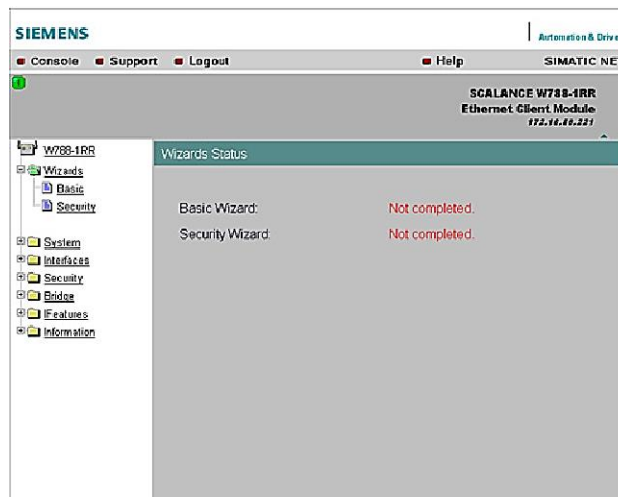 SIEMENS
Automation & Drive
Console Support Logout Help SIMATIC NE
SCALANCE W788-1RR
Ethernet Client Module
W788-1RR
Wizards Status
Wizards
Basic
Security
Basic Wizard: Not completed.
Security Wizard: Not completed.
System
Interfaces
Security
Bridge
IFeatures
Information